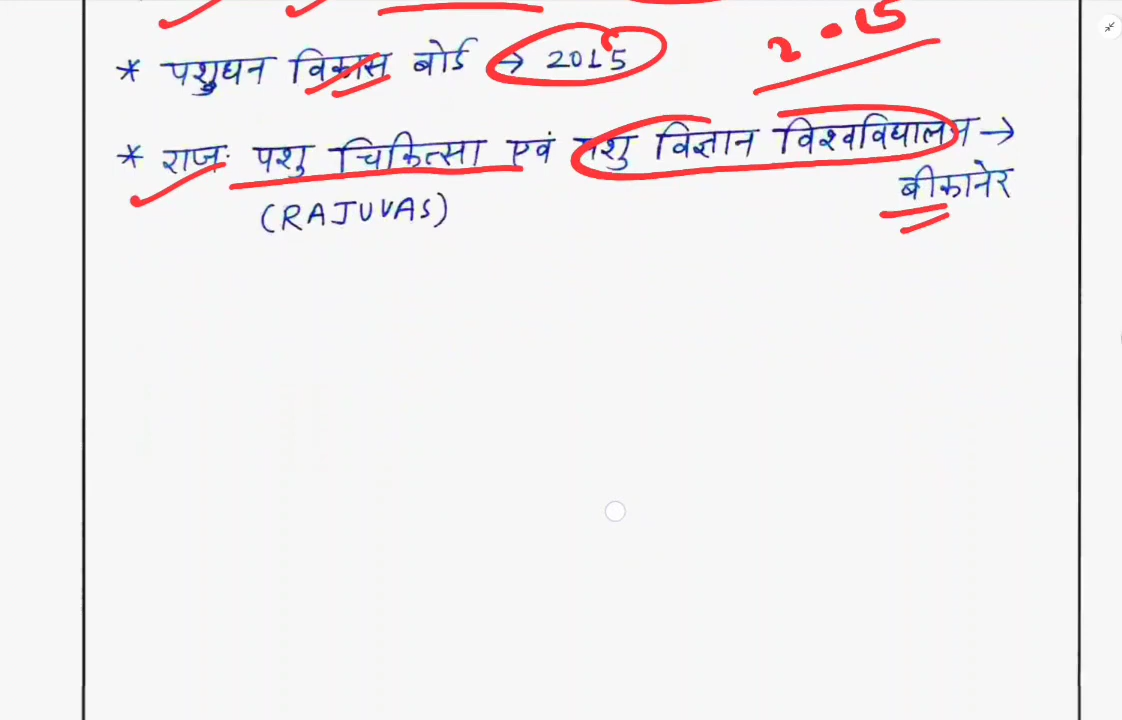 2015
* पशुधन विकास बोर्ड → 2015
* राज. पशु चिकित्सा एवं पशु विज्ञान विश्वविद्यालय →
बीकानेर
(RAJUVAS)